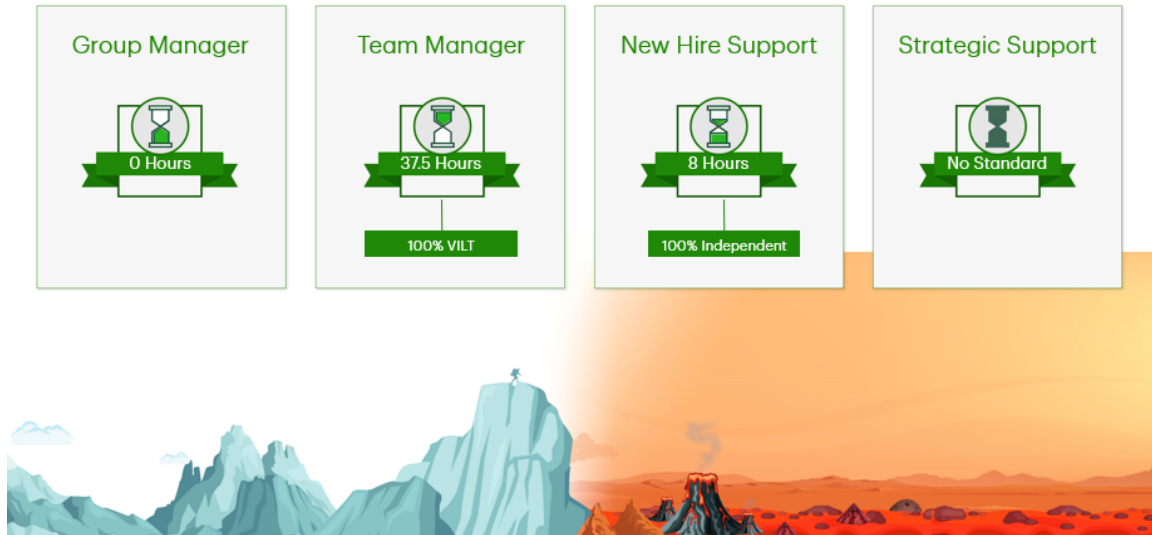 Group Manager
0 Hours
Team Manager
37.5 Hours
100% VILT
New Hire Support
8 Hours
100% Independent
Strategic Support
No Standard